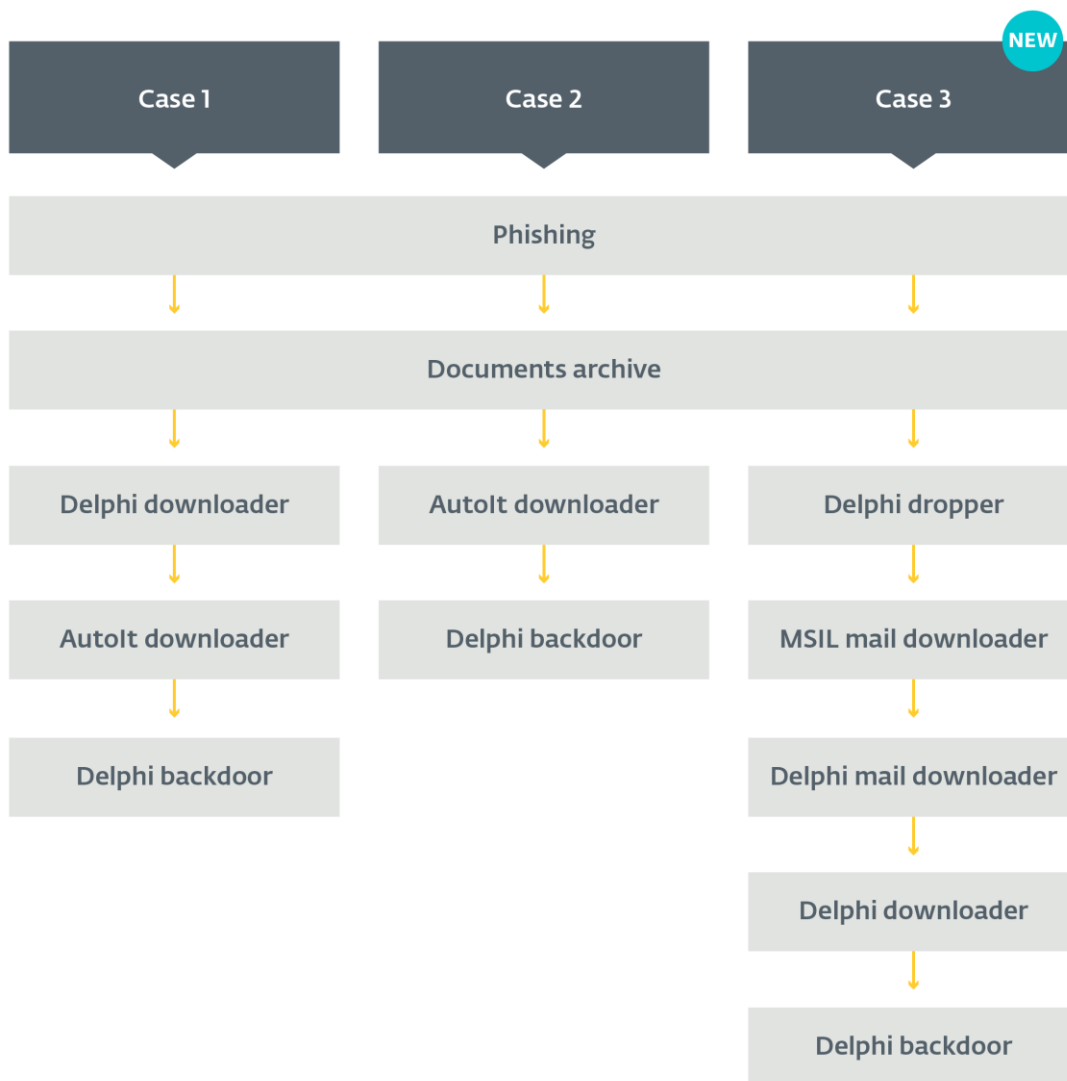 NEW
Case 1
Case 2
Case 3
Phishing
Documents archive
Delphi downloader
AutoIt downloader
Delphi dropper
AutoIt downloader
Delphi backdoor
MSIL mail downloader
Delphi backdoor
Delphi mail downloader
Delphi downloader
Delphi backdoor